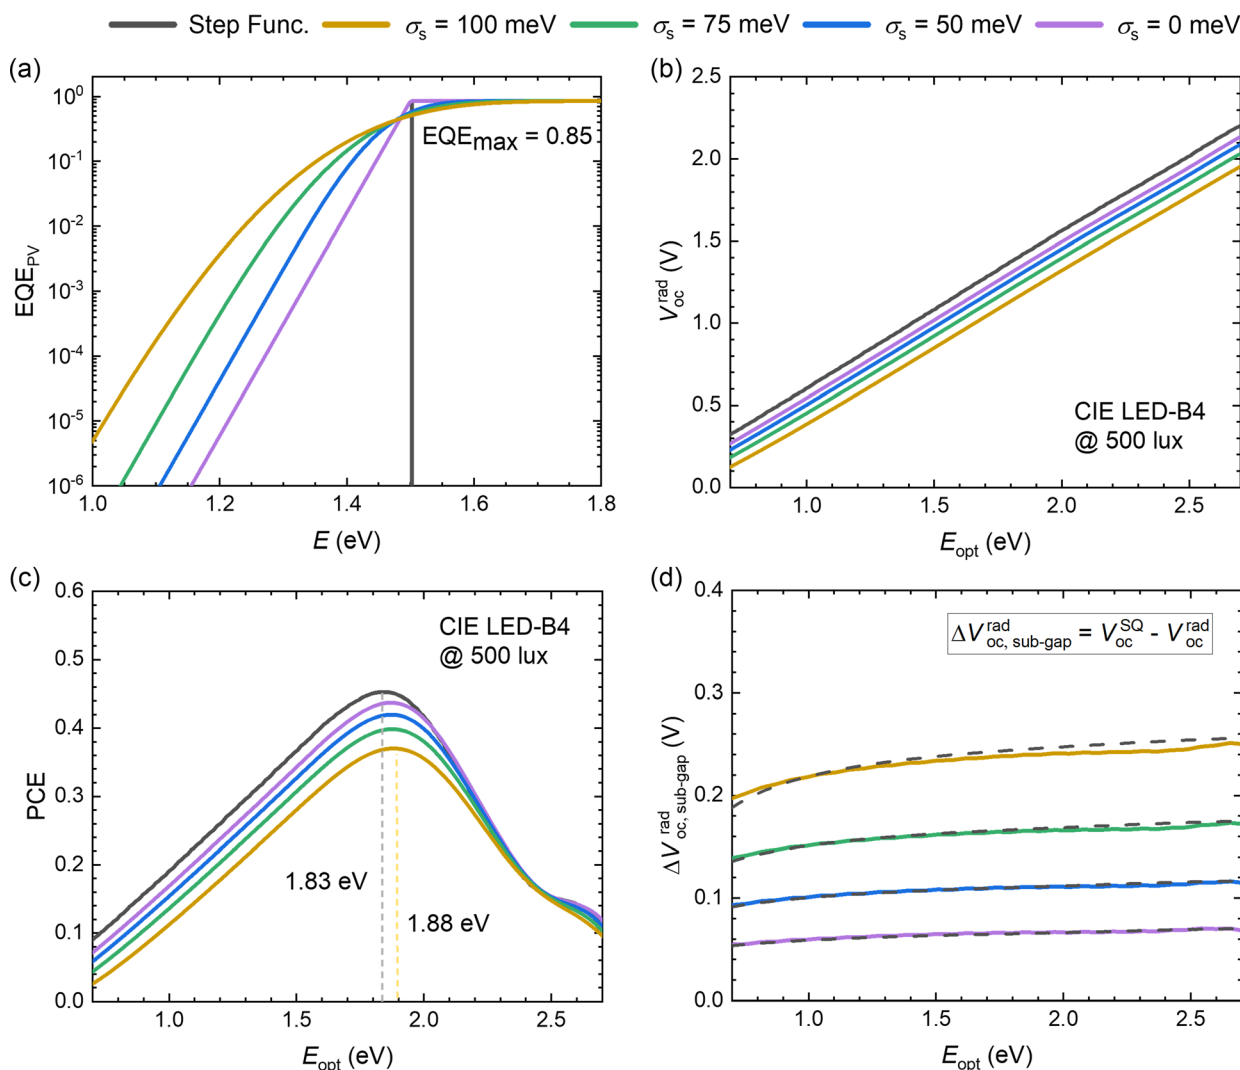 Step Func. σs = 100 meV σs = 75 meV σs = 50 meV σs = 0 meV
(a)
10^0
10^-1
10^-2
10^-3
10^-4
10^-5
10^-6
EQE_PV
EQE_max = 0.85
1.0 1.2 1.4 1.6 1.8
E (eV)
(b)
2.5
2.0
1.5
1.0
0.5
0.0
V_oc^rad (V)
CIE LED-B4
@ 500 lux
1.0 1.5 2.0 2.5
E_opt (eV)
(c)
0.6
0.5
0.4
0.3
0.2
0.1
0.0
PCE
CIE LED-B4
@ 500 lux
1.83 eV
1.88 eV
1.0 1.5 2.0 2.5
E_opt (eV)
(d)
0.4
0.3
0.2
0.1
0.0
ΔV_oc, sub-gap^rad (V)
ΔV_oc, sub-gap^rad = V_oc^SQ - V_oc^rad
1.0 1.5 2.0 2.5
E_opt (eV)